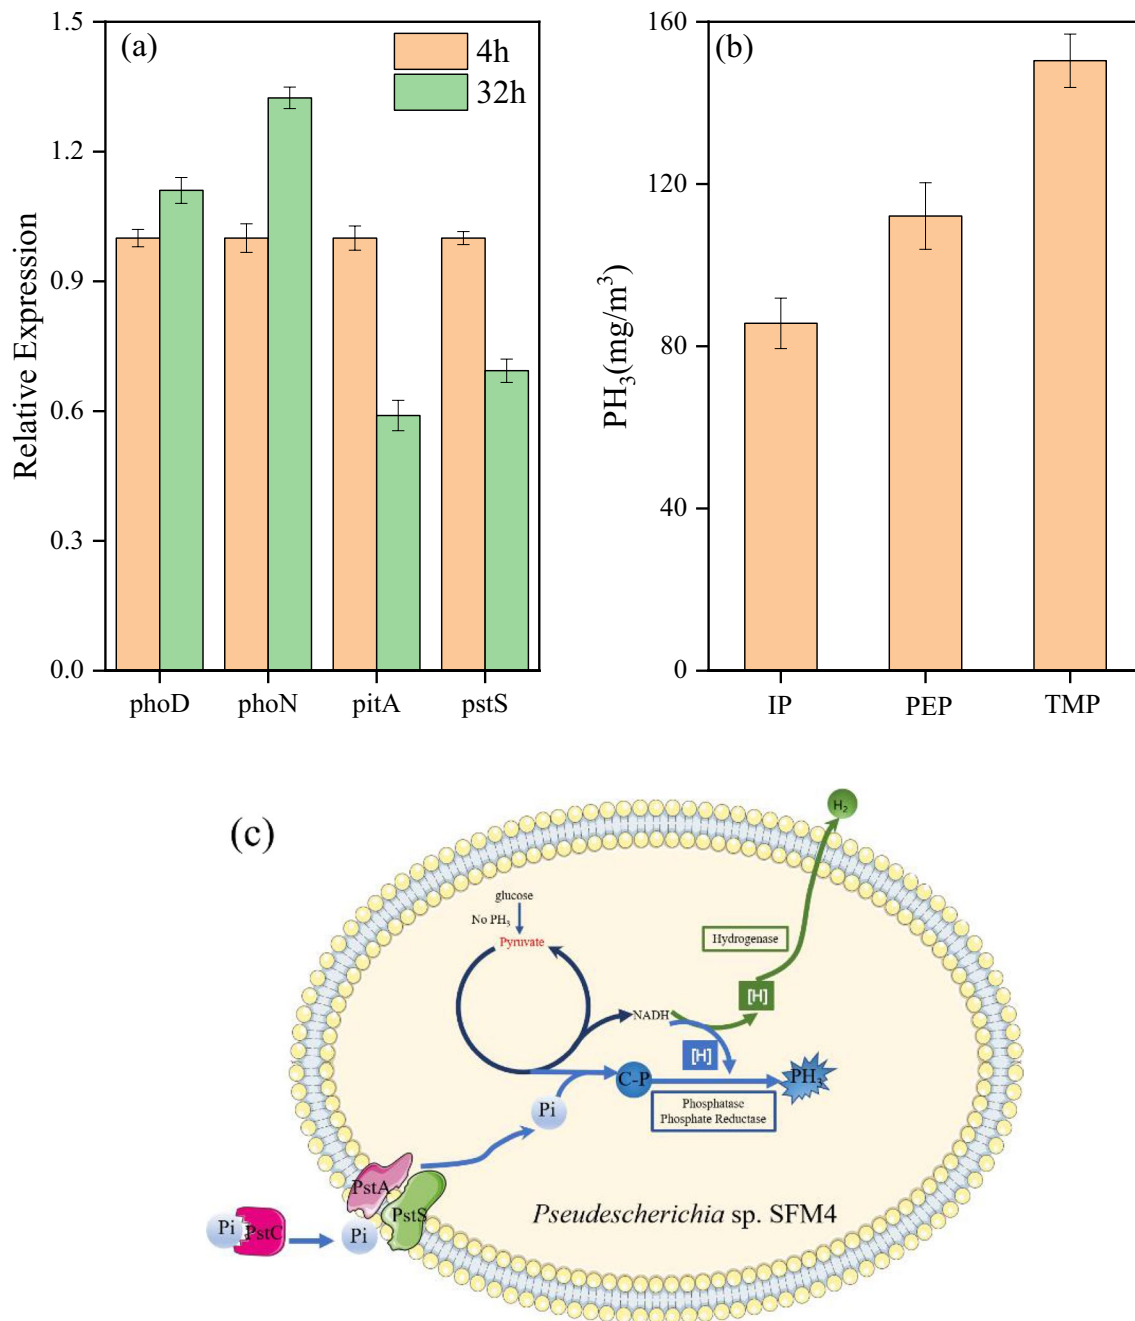 (a)
4h
32h
1.5
1.2
0.9
0.6
0.3
0.0
Relative Expression
phoD phoN pitA pstS
(b)
160
120
80
40
0
PH₃(mg/m³)
IP PEP TMP
(c)
H₂
glucose
No PH₃
Pyruvate
Hydrogenase
[H]
NADH
[H]
C-P
PH₃
Phosphatase
Phosphate Reductase
Pi
PstA
PstS
Pi
PstC
Pi
Pseudescherichia sp. SFM4